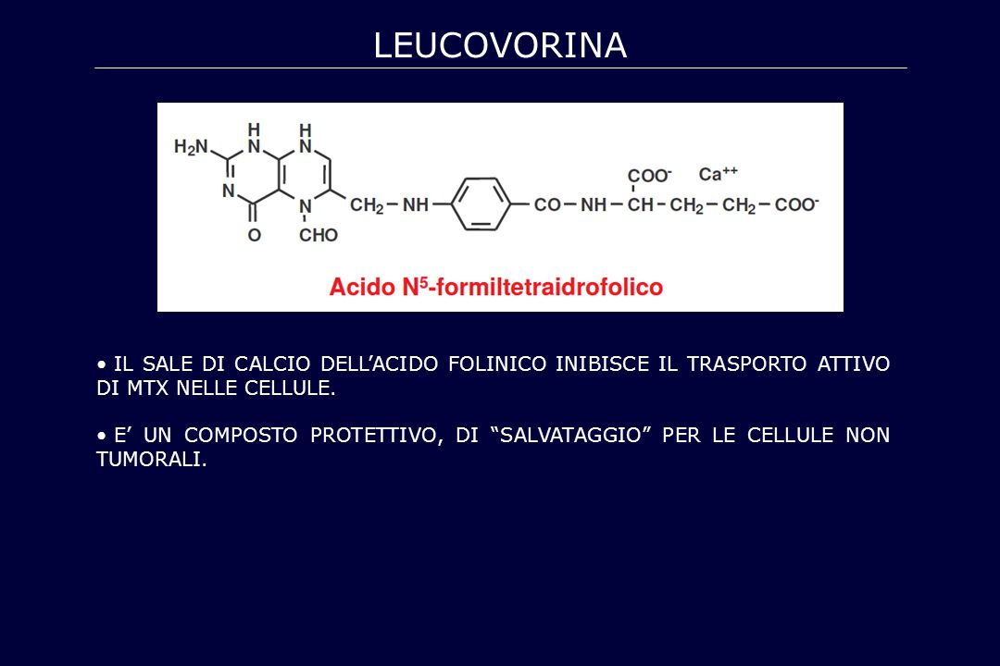 LEUCOVORINA
H H
H₂N N N
N N CH₂ – NH CO – NH – CH – CH₂ – CH₂ – COO⁻
COO⁻ Ca⁺⁺
O CHO
Acido N⁵-formiltetraidrofolico
• IL SALE DI CALCIO DELL’ACIDO FOLINICO INIBISCE IL TRASPORTO ATTIVO
DI MTX NELLE CELLULE.
• E’ UN COMPOSTO PROTETTIVO, DI “SALVATAGGIO” PER LE CELLULE NON
TUMORALI.